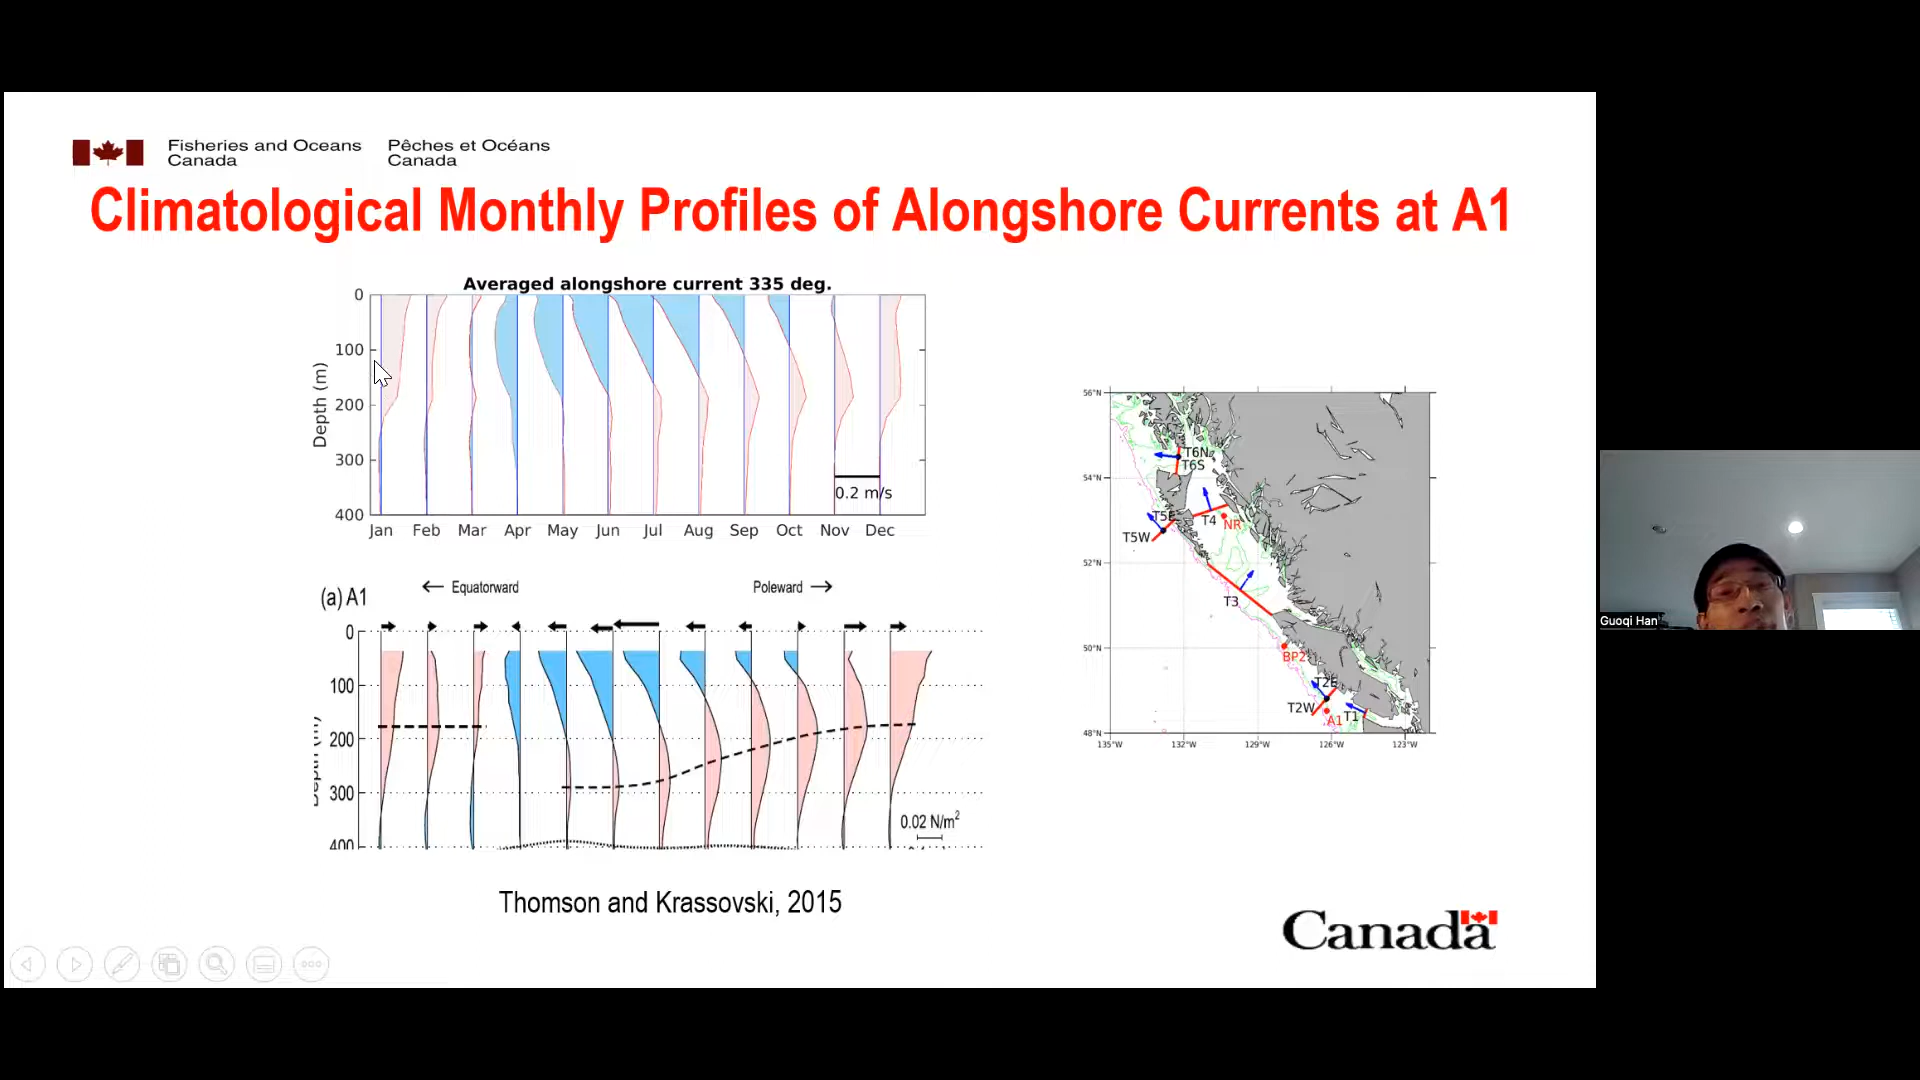 Fisheries and Oceans
Canada
Pêches et Océans
Canada
Climatological Monthly Profiles of Alongshore Currents at A1
Averaged alongshore current 335 deg.
Depth (m)
0
100
200
300
400
0.2 m/s
Jan Feb Mar Apr May Jun Jul Aug Sep Oct Nov Dec
(a) A1
← Equatorward
Poleward →
0
100
200
300
400
Depth (m)
0.02 N/m²
Thomson and Krassovski, 2015
56°N
54°N
52°N
50°N
48°N
135°W 132°W 129°W 126°W 123°W
T6N
T6S
T5E
T5W
T4
NR
T3
BP2
T2E
T2W
A1
T1
Canada
Guoqi Han